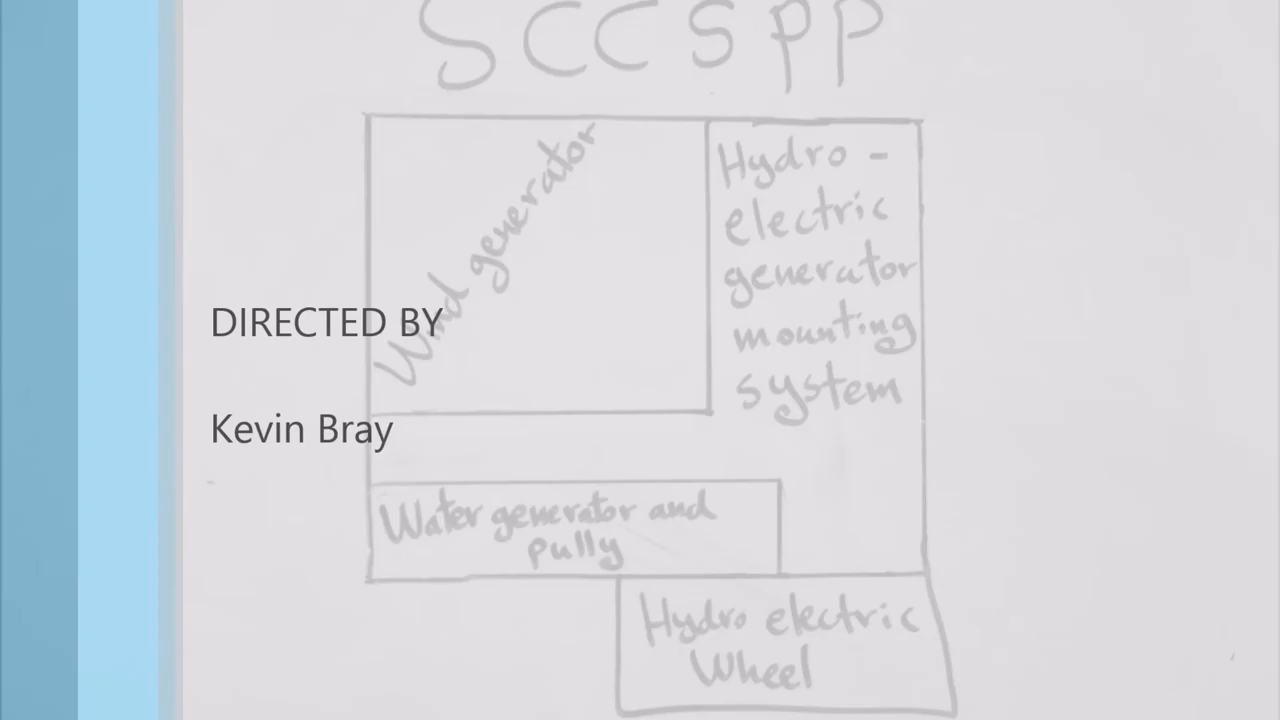 SCCSPP
Wind generator
Hydro -
electric
generator
mounting
system
DIRECTED BY
Kevin Bray
Water generator and
pully
Hydro electric
Wheel